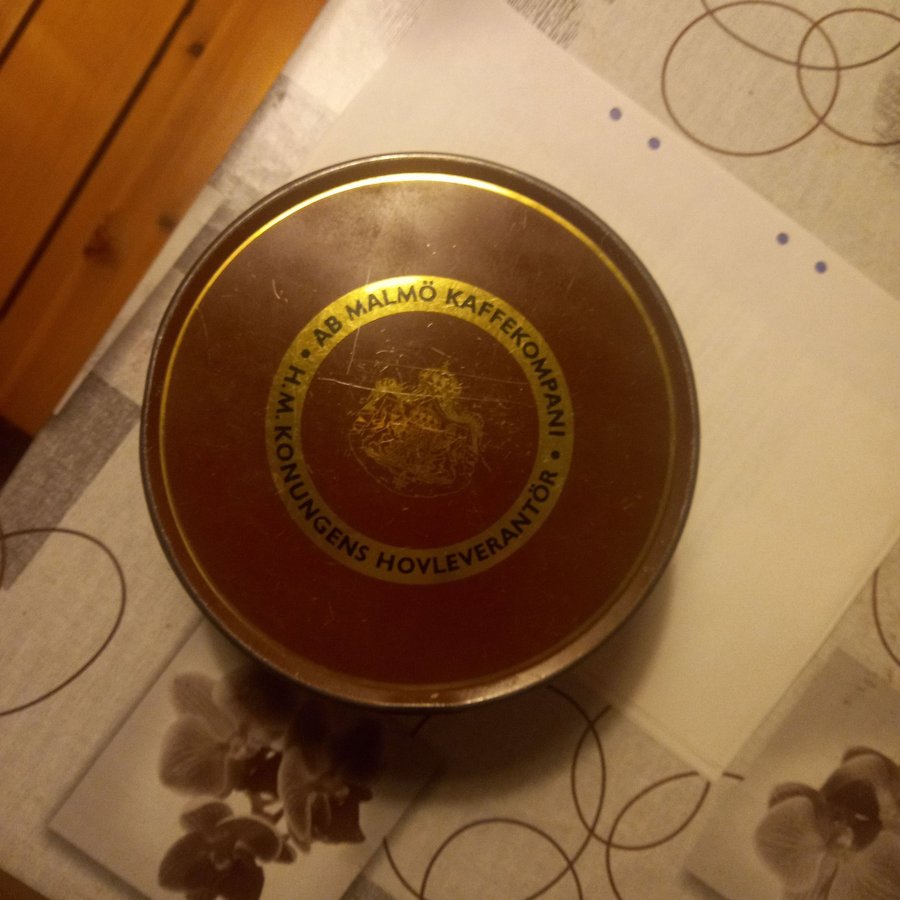 AB MALMÖ KAFFEKOMPANI
• H.M. KONUNGENS HOVLEVERANTÖR •